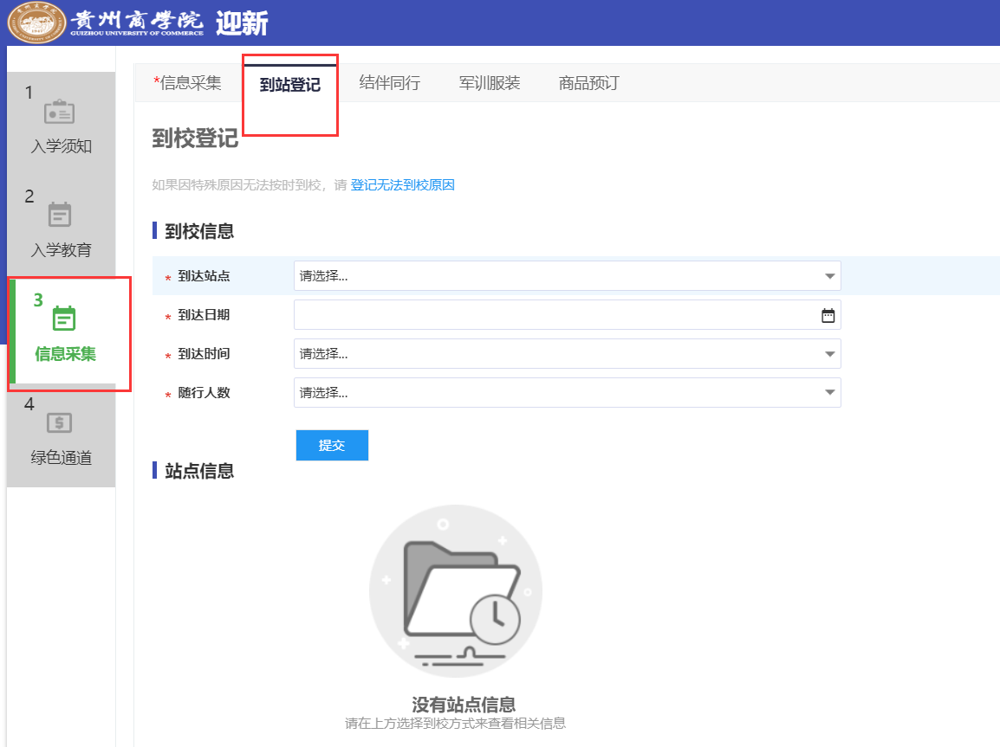 貴州商學院 迎新
GUIZHOU UNIVERSITY OF COMMERCE
*信息采集 到站登记 结伴同行 军训服装 商品预订
1
入学须知
2
入学教育
3
信息采集
4
绿色通道
到校登记
如果因特殊原因无法按时到校，请 登记无法到校原因
到校信息
* 到达站点 请选择...
* 到达日期
* 到达时间 请选择...
* 随行人数 请选择...
提交
站点信息
没有站点信息
请在上方选择到校方式来查看相关信息